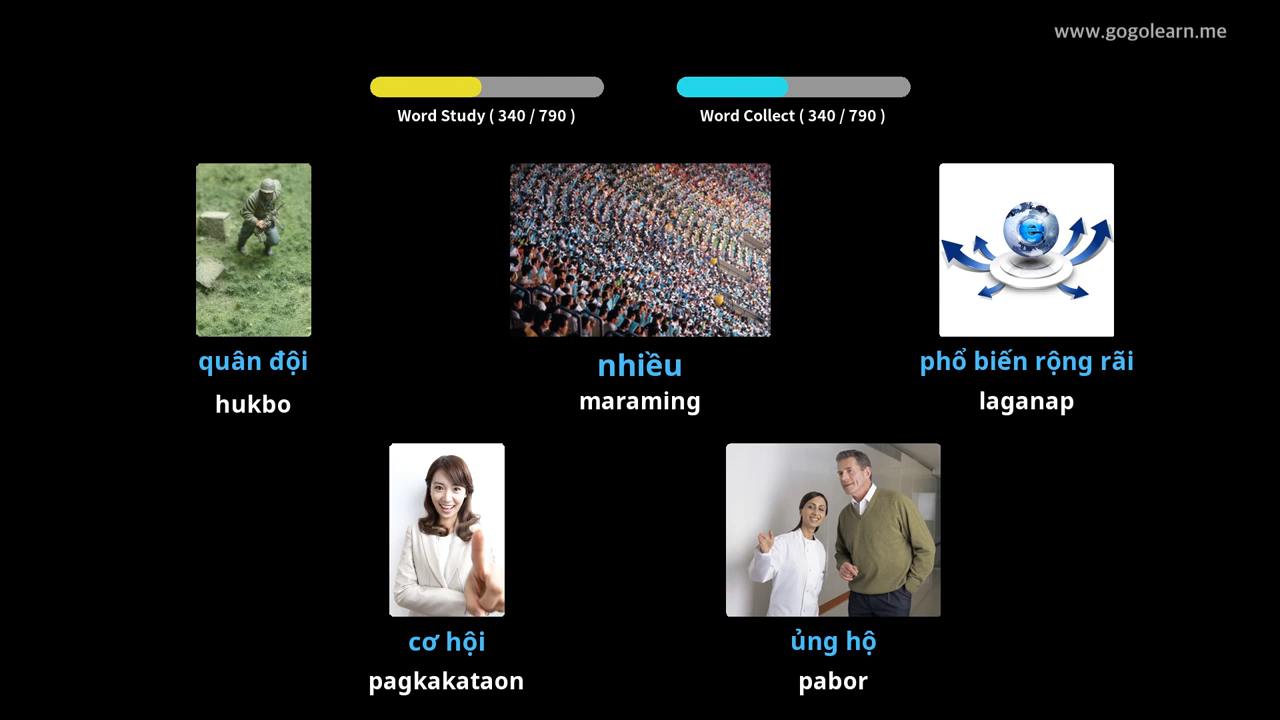 www.gogolearn.me
Word Study ( 340 / 790 )
Word Collect ( 340 / 790 )
quân đội
hukbo
nhiều
maraming
phổ biến rộng rãi
laganap
cơ hội
pagkakataon
ủng hộ
pabor